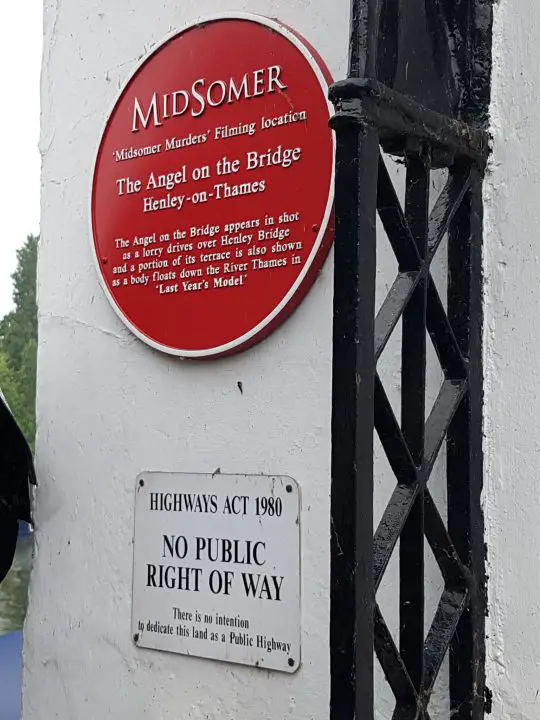 MIDSOMER
'Midsomer Murders' Filming location
The Angel on the Bridge
Henley-on-Thames
The Angel on the Bridge appears in shot
as a lorry drives over Henley Bridge
and a portion of its terrace is also shown
as a body floats down the River Thames in
'Last Year's Model'
HIGHWAYS ACT 1980
NO PUBLIC
RIGHT OF WAY
There is no intention
to dedicate this land as a Public Highway